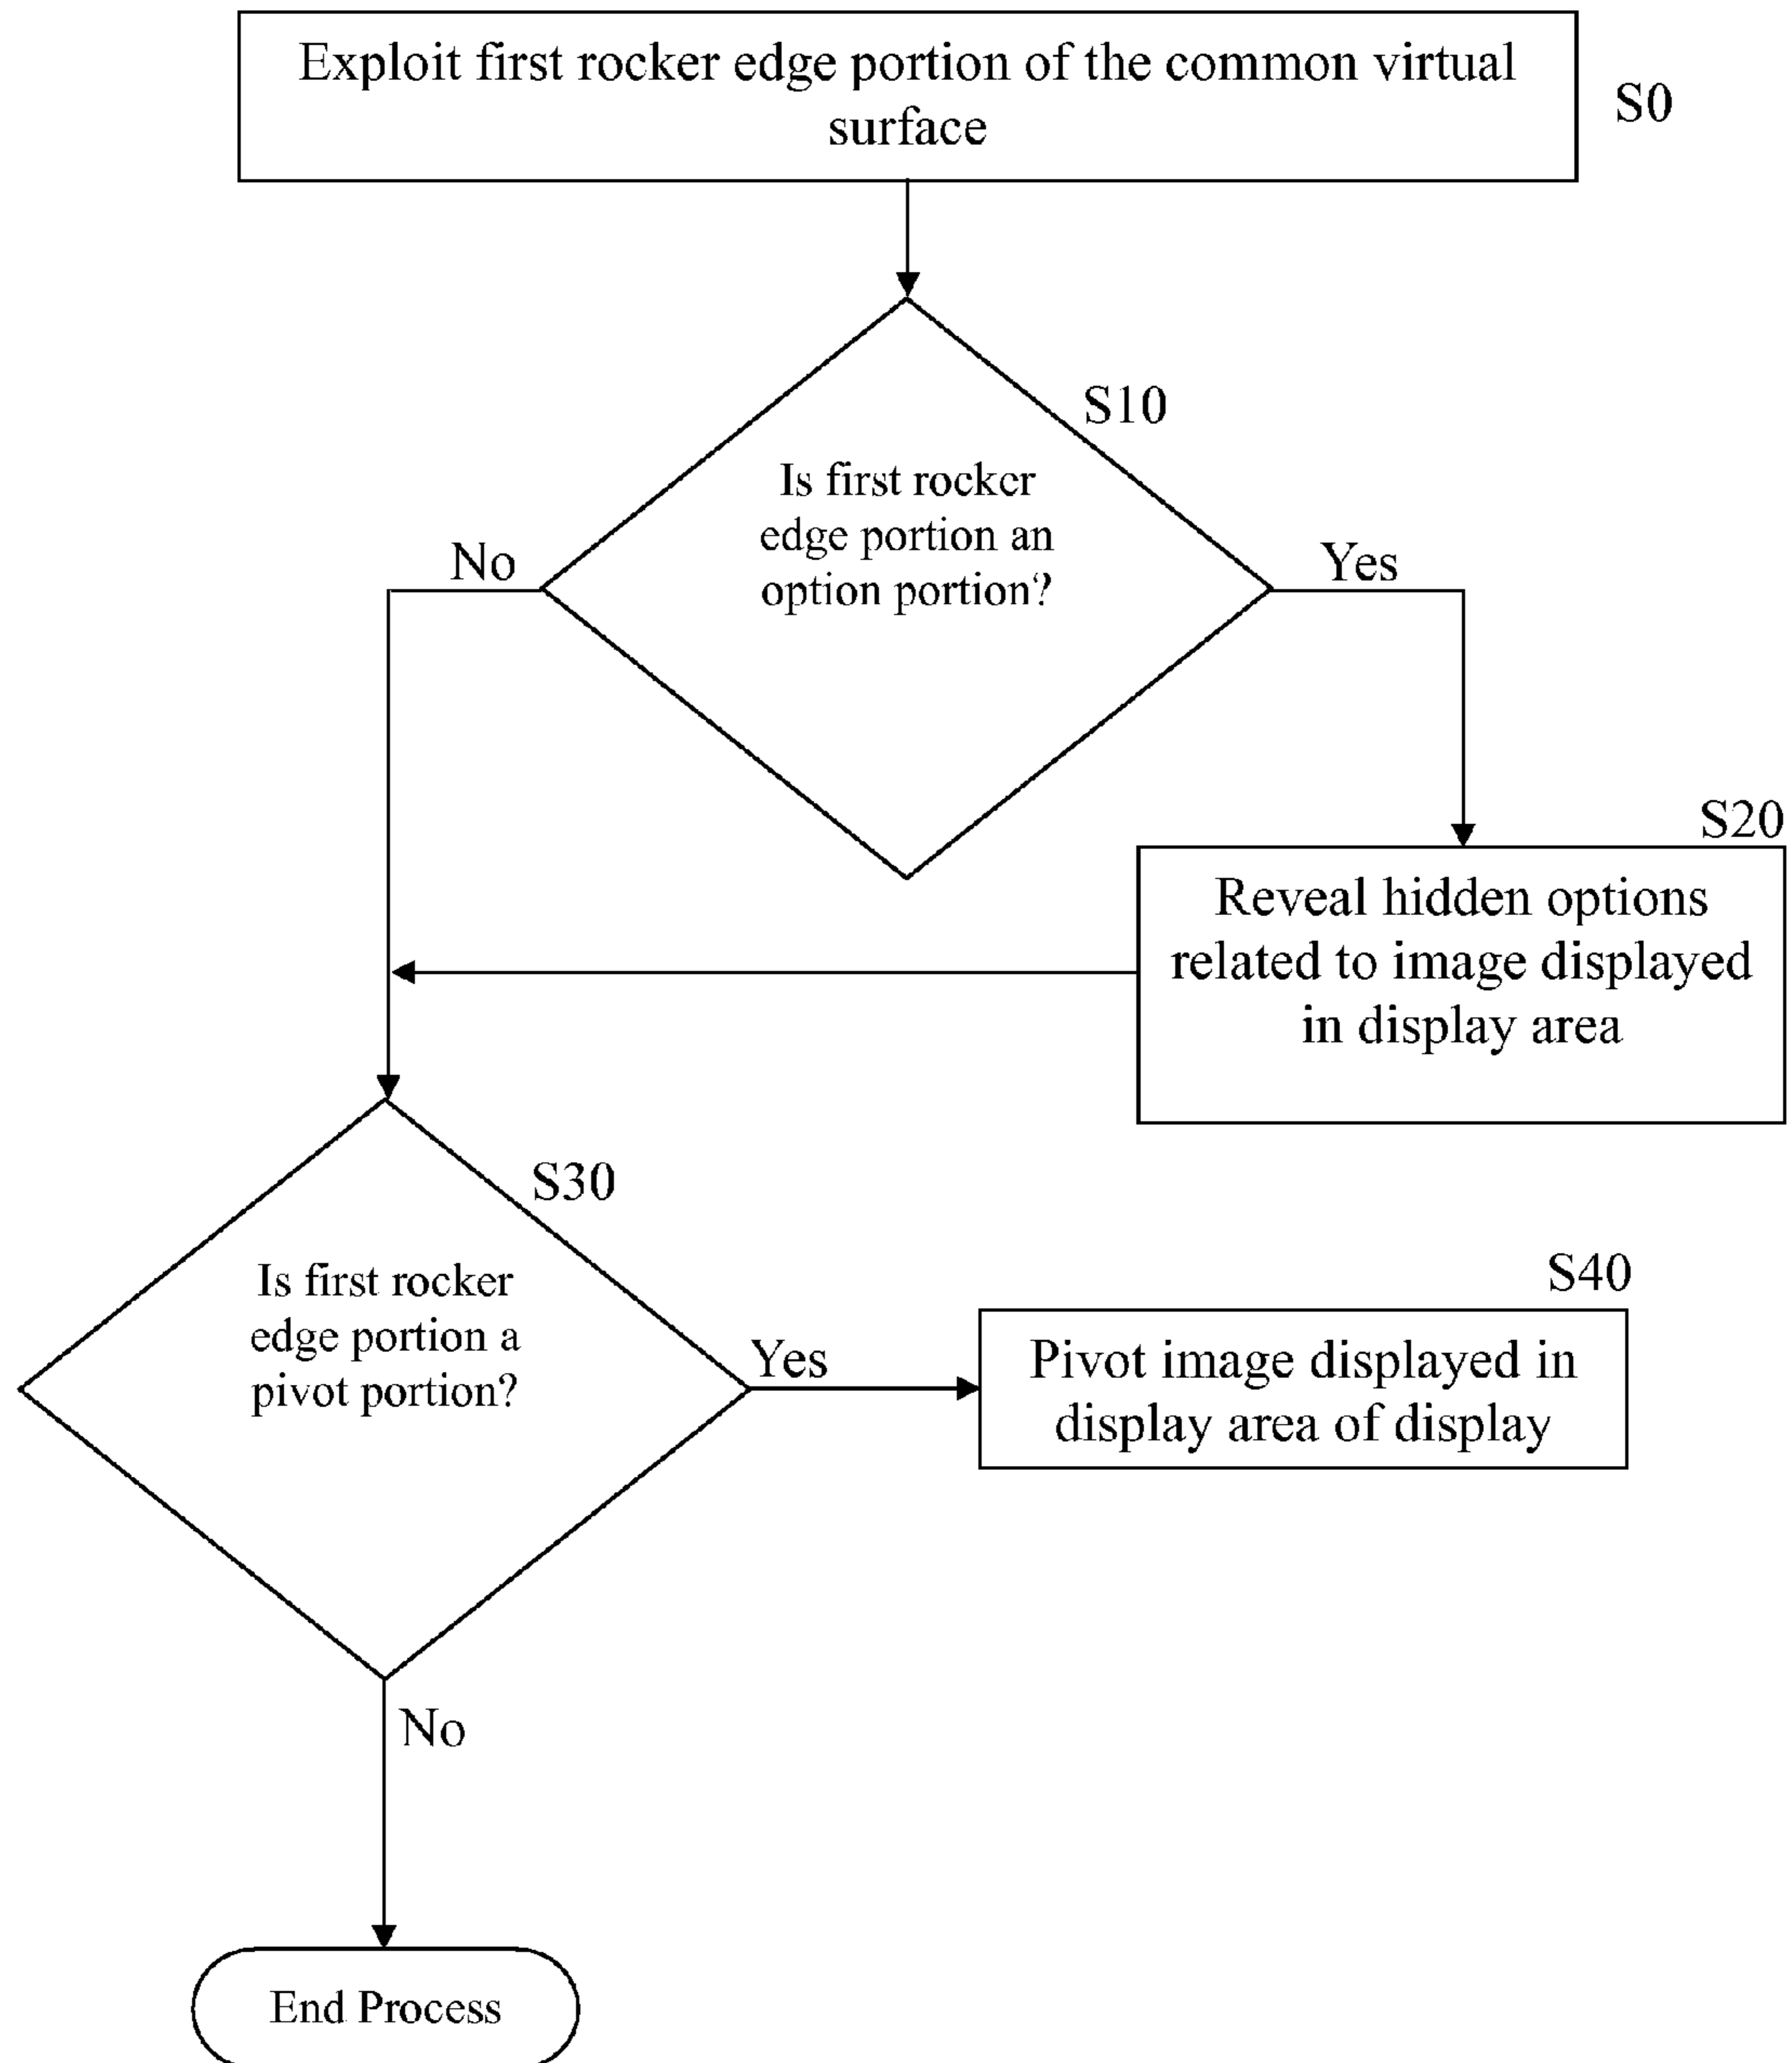 Exploit first rocker edge portion of the common virtual
surface
S0
S10
Is first rocker
edge portion an
option portion?
No
Yes
S20
Reveal hidden options
related to image displayed
in display area
S30
Is first rocker
edge portion a
pivot portion?
Yes
S40
Pivot image displayed in
display area of display
No
End Process